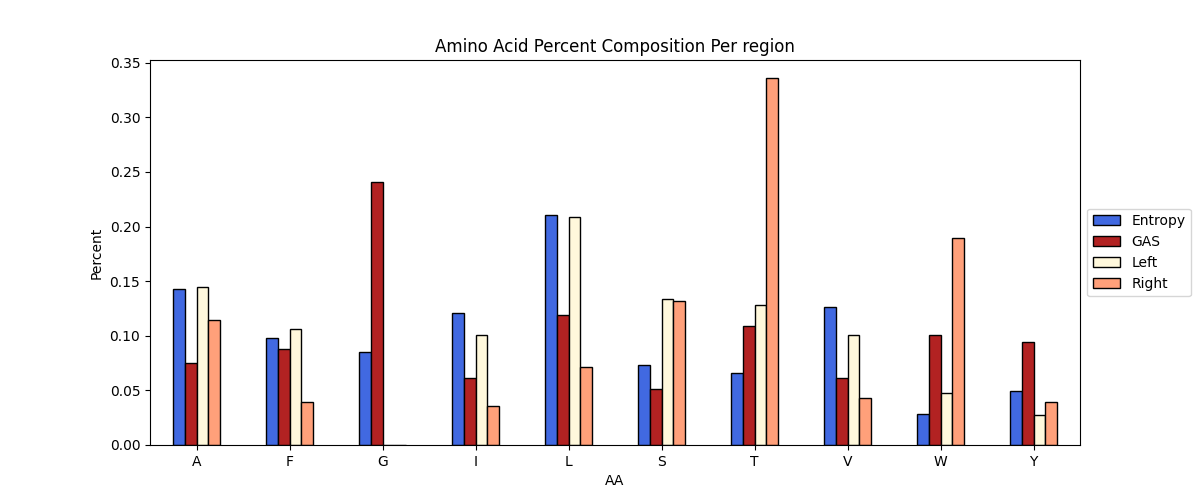 Amino Acid Percent Composition Per region
0.35
0.30
0.25
0.20
0.15
0.10
0.05
0.00
Percent
A F G I L S T V W Y
AA
Entropy
GAS
Left
Right